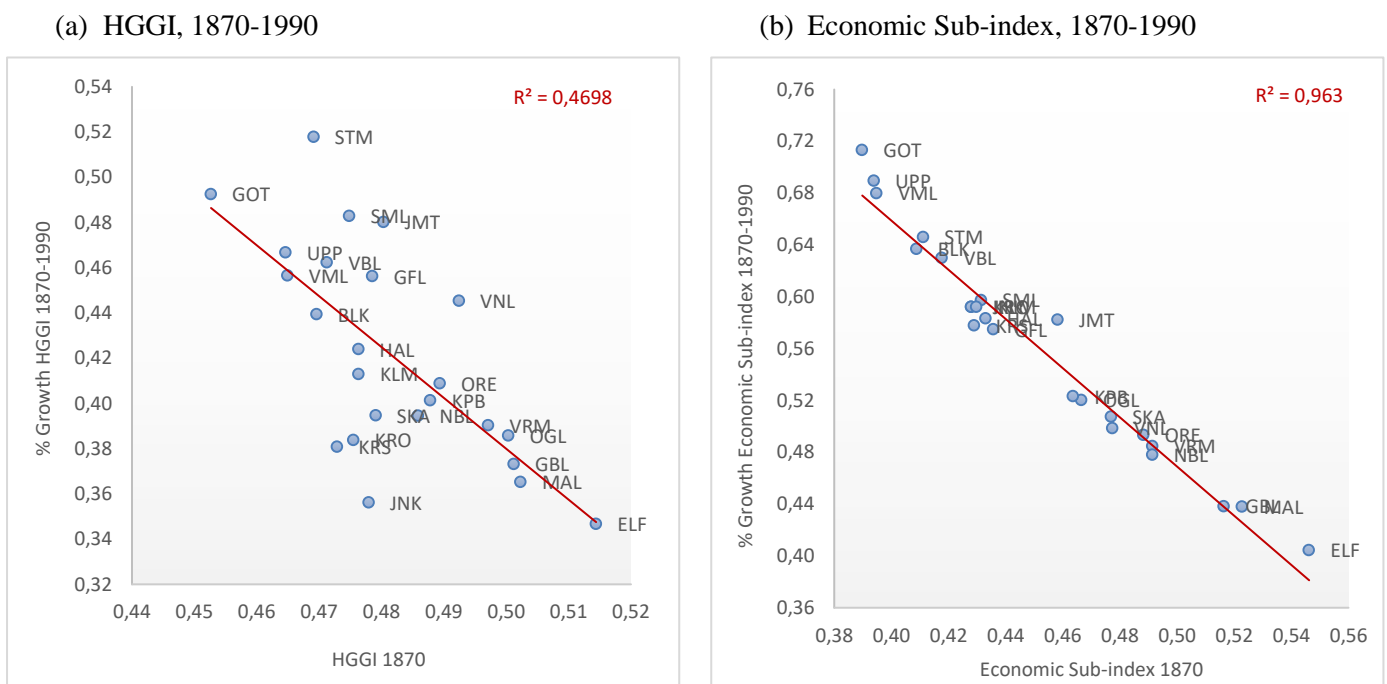 (a) HGGI, 1870-1990
R² = 0,4698
% Growth HGGI 1870-1990
0,54
0,52
0,50
0,48
0,46
0,44
0,42
0,40
0,38
0,36
0,34
0,32
STM
GOT
SML
JMT
UPP
VBL
VML
GFL
VNL
BLK
HAL
KLM
ORE
KPB
SKA
NBL
VRM
OGL
KRO
KRS
GBL
MAL
JNK
ELF
0,44 0,45 0,46 0,47 0,48 0,49 0,50 0,51 0,52
HGGI 1870
(b) Economic Sub-index, 1870-1990
R² = 0,963
% Growth Economic Sub-index 1870-1990
0,76
0,72
0,68
0,64
0,60
0,56
0,52
0,48
0,44
0,40
0,36
GOT
UPP
VML
STM
BLK
VBL
SML
HAL
JMT
KRS
GFL
KPB
OGL
SKA
VNL
ORE
VRM
NBL
GBL
MAL
ELF
0,38 0,40 0,42 0,44 0,46 0,48 0,50 0,52 0,54 0,56
Economic Sub-index 1870